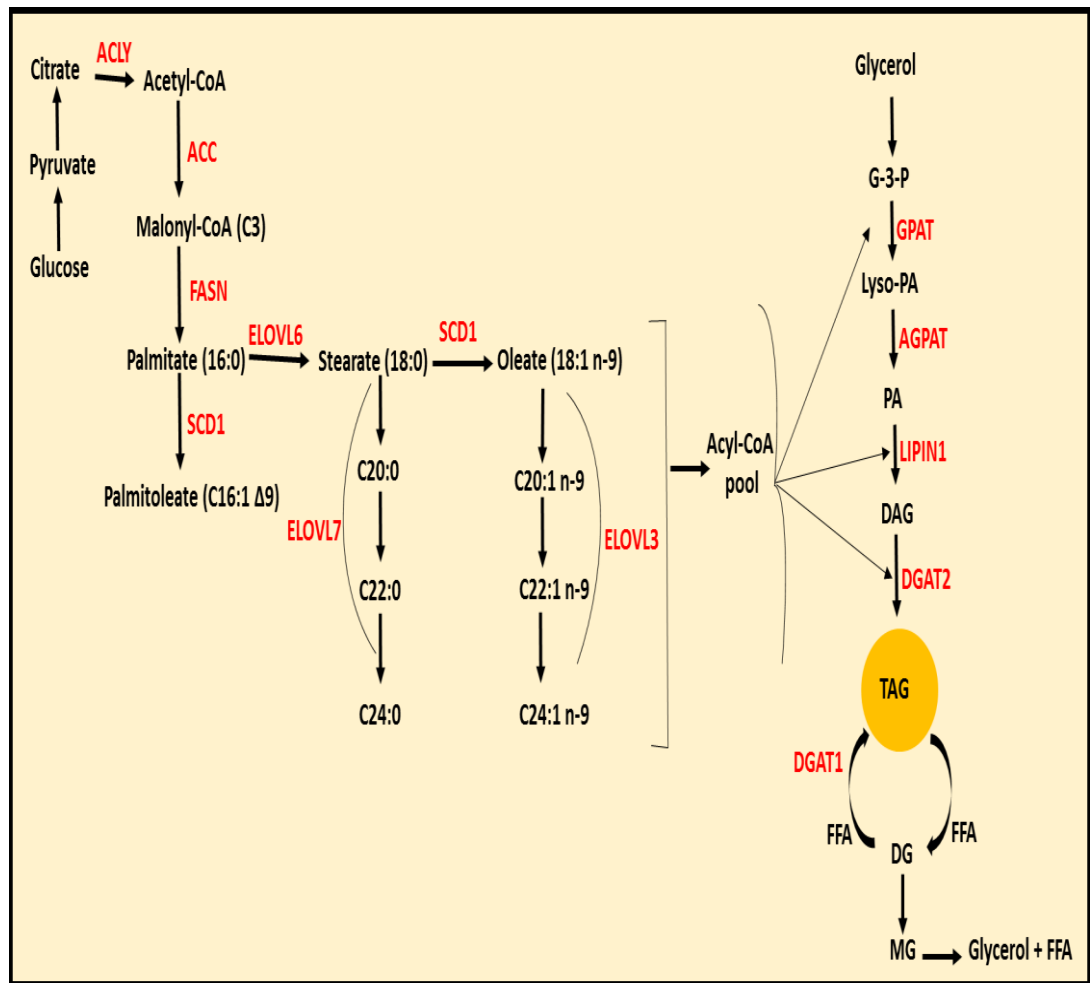 ACLY
Citrate
Acetyl-CoA
Pyruvate
Glucose
ACC
Malonyl-CoA (C3)
FASN
Palmitate (16:0)
ELOVL6
Stearate (18:0)
SCD1
Oleate (18:1 n-9)
SCD1
Palmitoleate (C16:1 Δ9)
C20:0
C22:0
C24:0
ELOVL7
C20:1 n-9
C22:1 n-9
C24:1 n-9
ELOVL3
Acyl-CoA
pool
Glycerol
G-3-P
GPAT
Lyso-PA
AGPAT
PA
LIPIN1
DAG
DGAT2
TAG
DGAT1
FFA
DG
FFA
MG
Glycerol + FFA